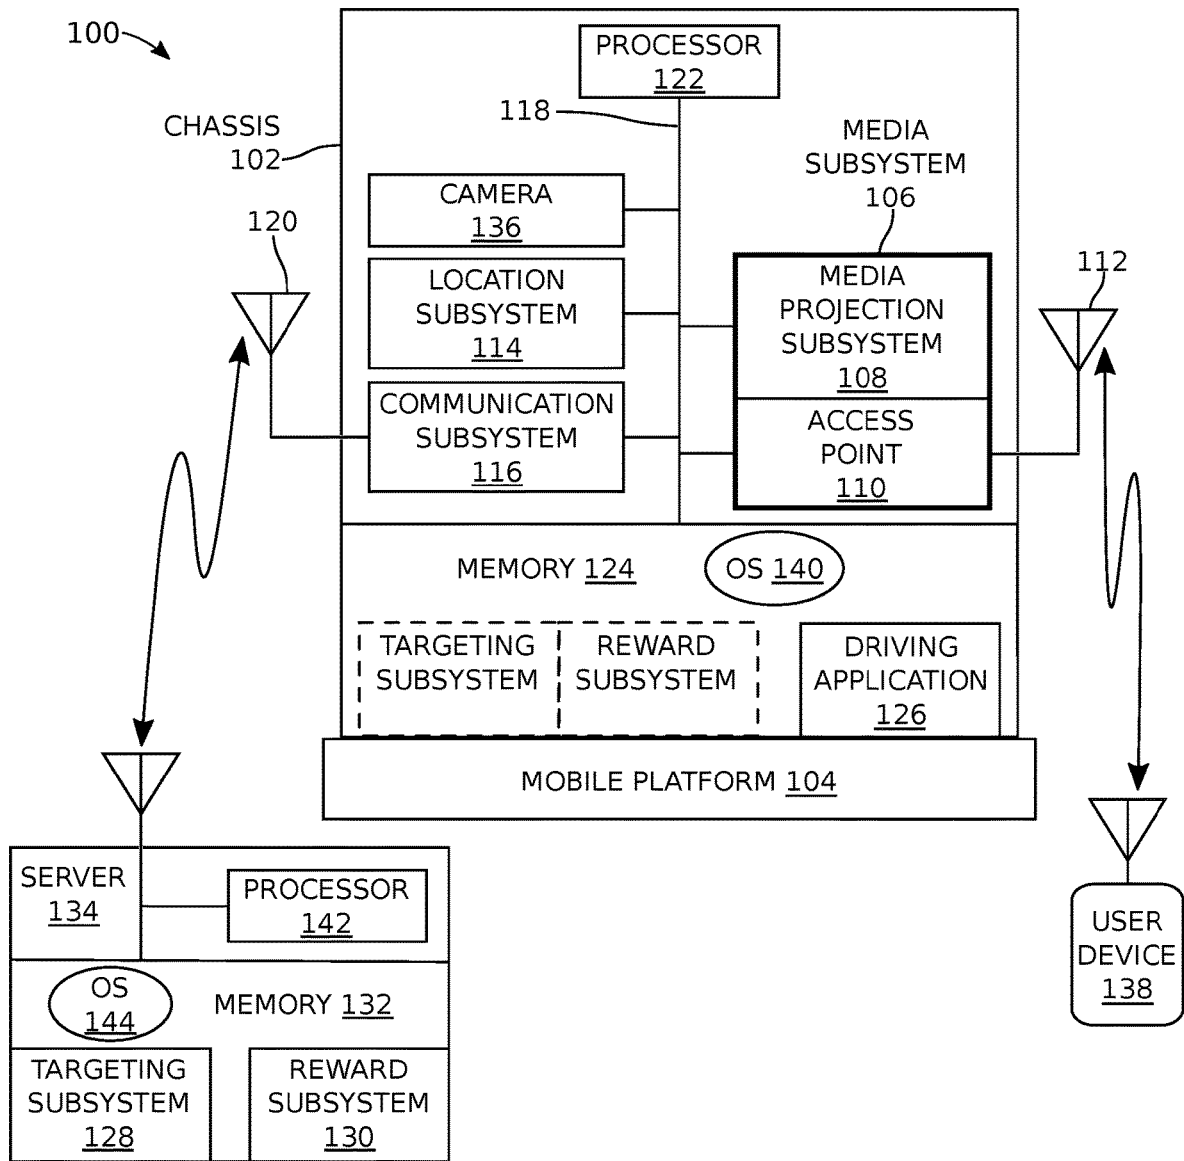 100
PROCESSOR
122
118
CHASSIS
102
MEDIA
SUBSYSTEM
106
CAMERA
136
120
LOCATION
SUBSYSTEM
114
MEDIA
PROJECTION
SUBSYSTEM
108
112
COMMUNICATION
SUBSYSTEM
116
ACCESS
POINT
110
MEMORY 124
OS 140
TARGETING
SUBSYSTEM
REWARD
SUBSYSTEM
DRIVING
APPLICATION
126
MOBILE PLATFORM 104
SERVER
134
PROCESSOR
142
OS
144
MEMORY 132
TARGETING
SUBSYSTEM
128
REWARD
SUBSYSTEM
130
USER
DEVICE
138